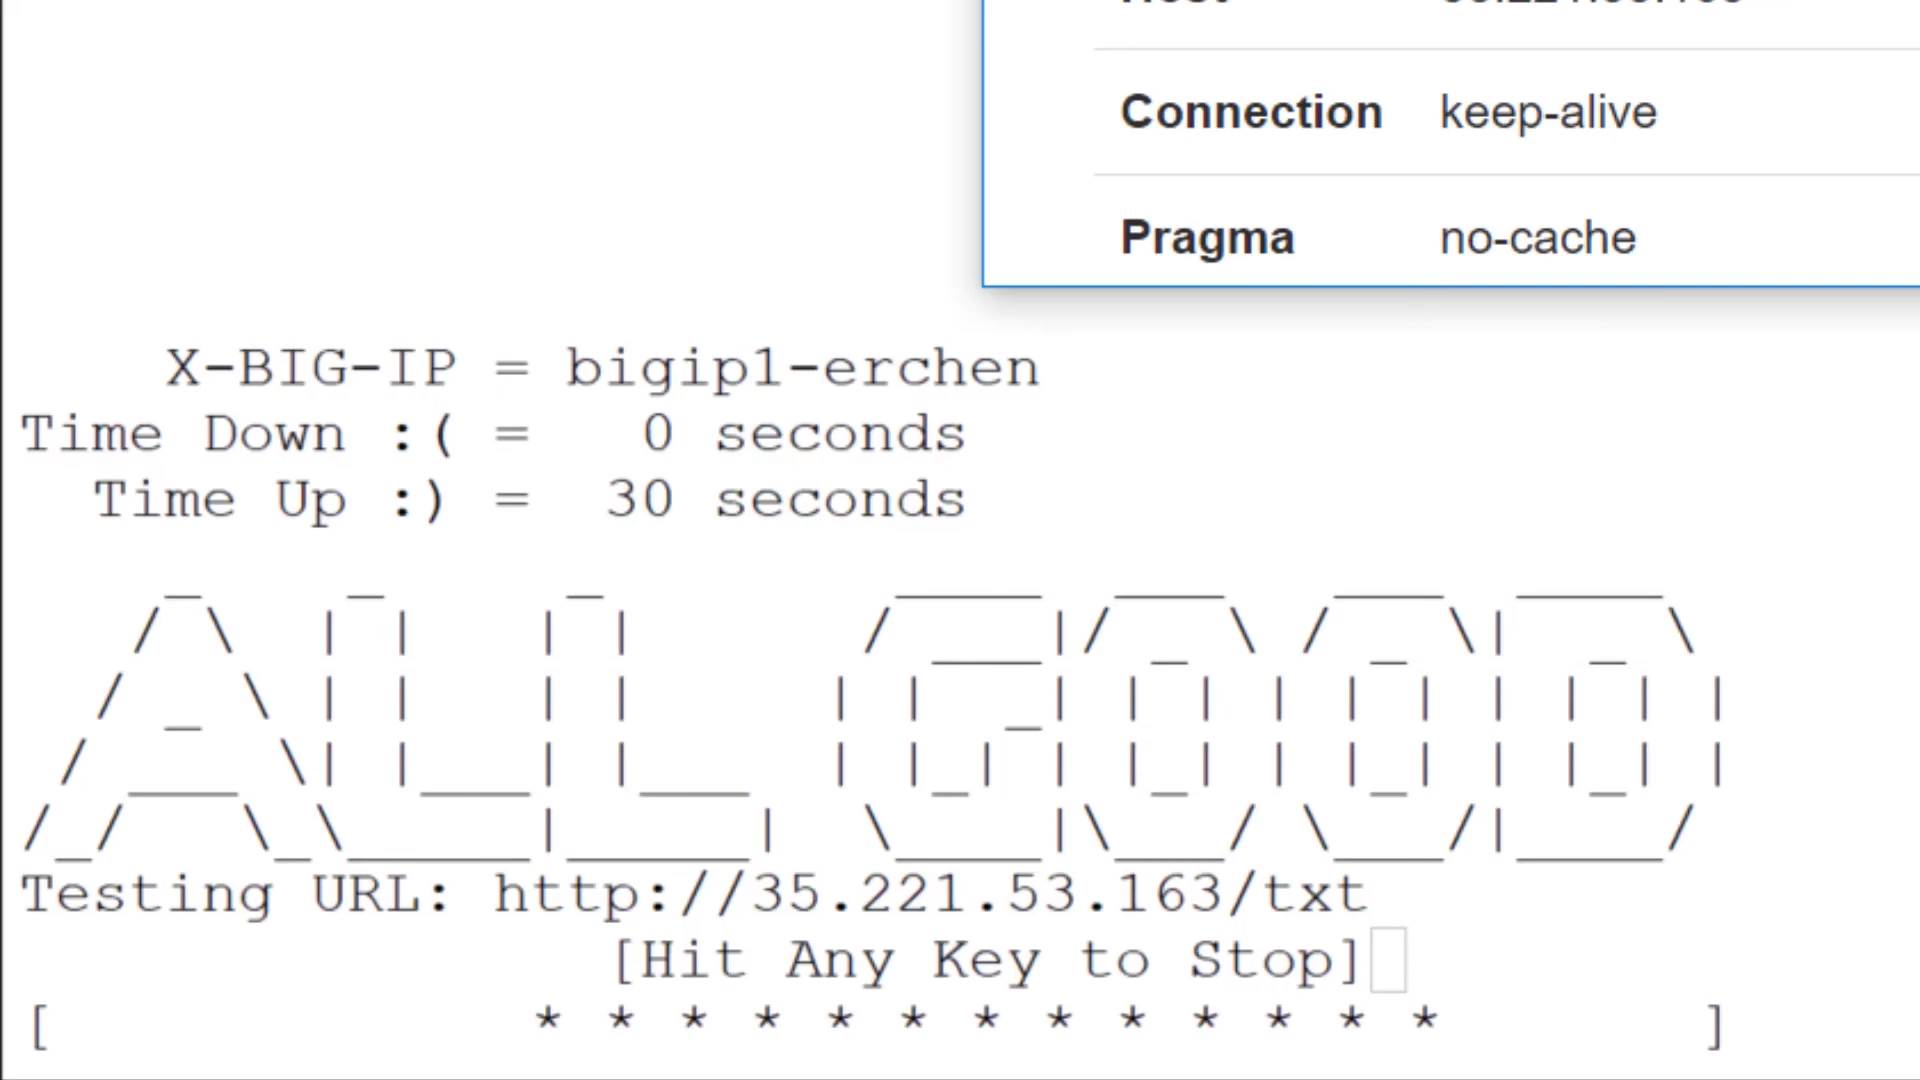 Connection keep-alive
Pragma no-cache
X-BIG-IP = bigip1-erchen
Time Down :( = 0 seconds
Time Up :) = 30 seconds
ALL GOOD
Testing URL: http://35.221.53.163/txt
[Hit Any Key to Stop]
[ * * * * * * * * * * * * * ]